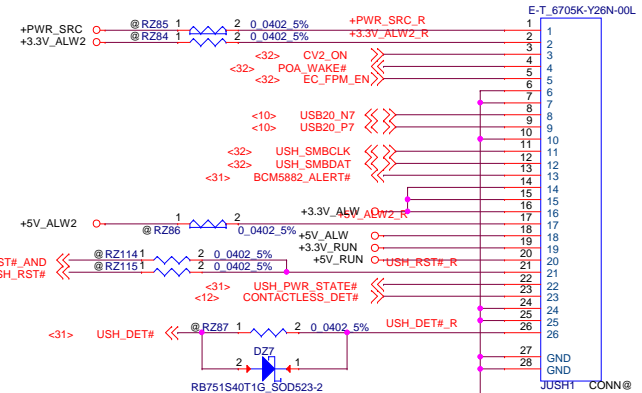 E-T_6705K-Y26N-00L
+PWR_SRC @ RZ85 1 2 0_0402_5% +PWR_SRC_R 1 1
+3.3V_ALW2 @ RZ84 1 2 0_0402_5% +3.3V_ALW2_R 2 2
<32> CV2_ON 3 3
<32> POA_WAKE# 4 4
<32> EC_FPM_EN 5 5
6 6
7 7
<10> USB20_N7 8 8
<10> USB20_P7 9 9
10 10
<32> USH_SMBCLK 11 11
<32> USH_SMBDAT 12 12
<31> BCM5882_ALERT# 13 13
14 14
15 15
+3.3V_ALW 16 16
+5V_ALW2 1 2 +5V_ALW2_R 17 17
@ RZ86 0_0402_5%
+5V_ALW 18 18
+3.3V_RUN 19 19
+5V_RUN 20 20
ST#_AND @ RZ114 1 2 0_0402_5% USH_RST#_R
SH_RST# @ RZ115 1 2 0_0402_5% 21 21
<31> USH_PWR_STATE# 22 22
<12> CONTACTLESS_DET# 23 23
24 24
25 25
<31> USH_DET# @ RZ87 1 2 0_0402_5% USH_DET#_R 26 26
DZ7
2 1
27 GND
28 GND
RB751S40T1G_SOD523-2
JUSH1 CONN@